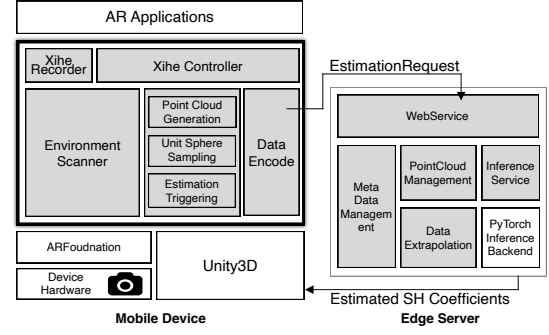 AR Applications
Xihe
Recorder
Xihe Controller
EstimationRequest
Environment
Scanner
Point Cloud
Generation
Unit Sphere
Sampling
Estimation
Triggering
Data
Encode
WebService
Meta
Data
Managem
ent
PointCloud
Management
Inference
Service
Data
Extrapolation
PyTorch
Inference
Backend
ARFoudnation
Device
Hardware
Unity3D
Estimated SH Coefficients
Mobile Device
Edge Server